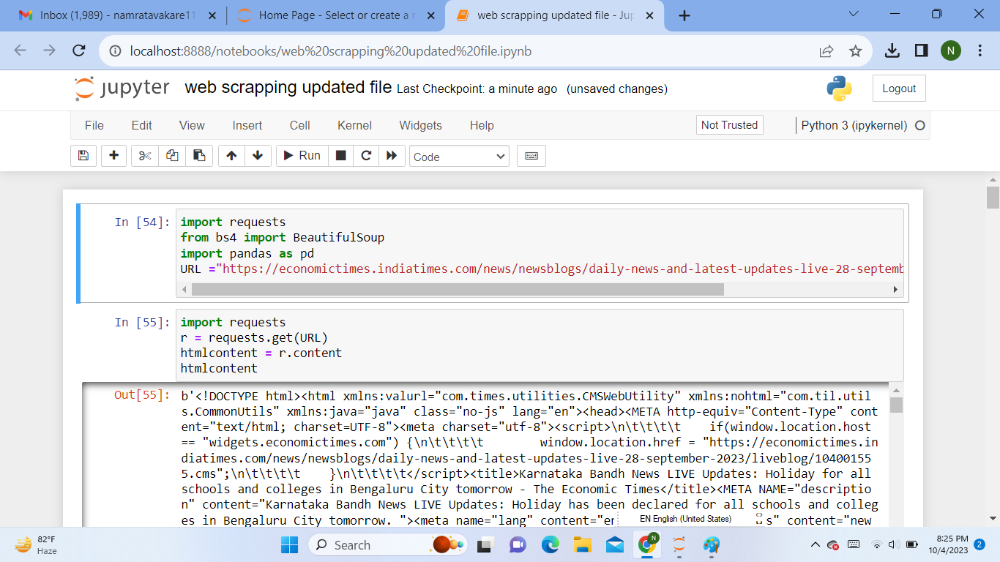 Inbox (1,989) - namratavakare11
Home Page - Select or create a n
web scrapping updated file - Jup
localhost:8888/notebooks/web%20scrapping%20updated%20file.ipynb
N
jupyter web scrapping updated file Last Checkpoint: a minute ago (unsaved changes)
Logout
File Edit View Insert Cell Kernel Widgets Help
Not Trusted
Python 3 (ipykernel)
Run
Code
In [54]:
import requests
from bs4 import BeautifulSoup
import pandas as pd
URL ="https://economictimes.indiatimes.com/news/newsblogs/daily-news-and-latest-updates-live-28-septemb
In [55]:
import requests
r = requests.get(URL)
htmlcontent = r.content
htmlcontent
Out[55]:
b'<!DOCTYPE html><html xmlns:valurl="com.times.utilities.CMSWebUtility" xmlns:nohtml="com.til.util
s.CommonUtils" xmlns:java="java" class="no-js" lang="en"><head><META http-equiv="Content-Type" cont
ent="text/html; charset=UTF-8"><meta charset="utf-8"><script>\n\t\t\t\t    if(window.location.host
== "widgets.economictimes.com") {\n\t\t\t\t        window.location.href = "https://economictimes.in
diatimes.com/news/newsblogs/daily-news-and-latest-updates-live-28-september-2023/liveblog/10400155
5.cms";\n\t\t\t\t    }\n\t\t\t\t</script><title>Karnataka Bandh News LIVE Updates: Holiday for all
schools and colleges in Bengaluru City tomorrow - The Economic Times</title><META NAME="descriptio
n" content="Karnataka Bandh News LIVE Updates: Holiday has been declared for all schools and colleg
es in Bengaluru City tomorrow. "><meta name="lang" content="en
s" content="new
EN English (United States)
82°F
Haze
Search
N
8:25 PM
10/4/2023
2